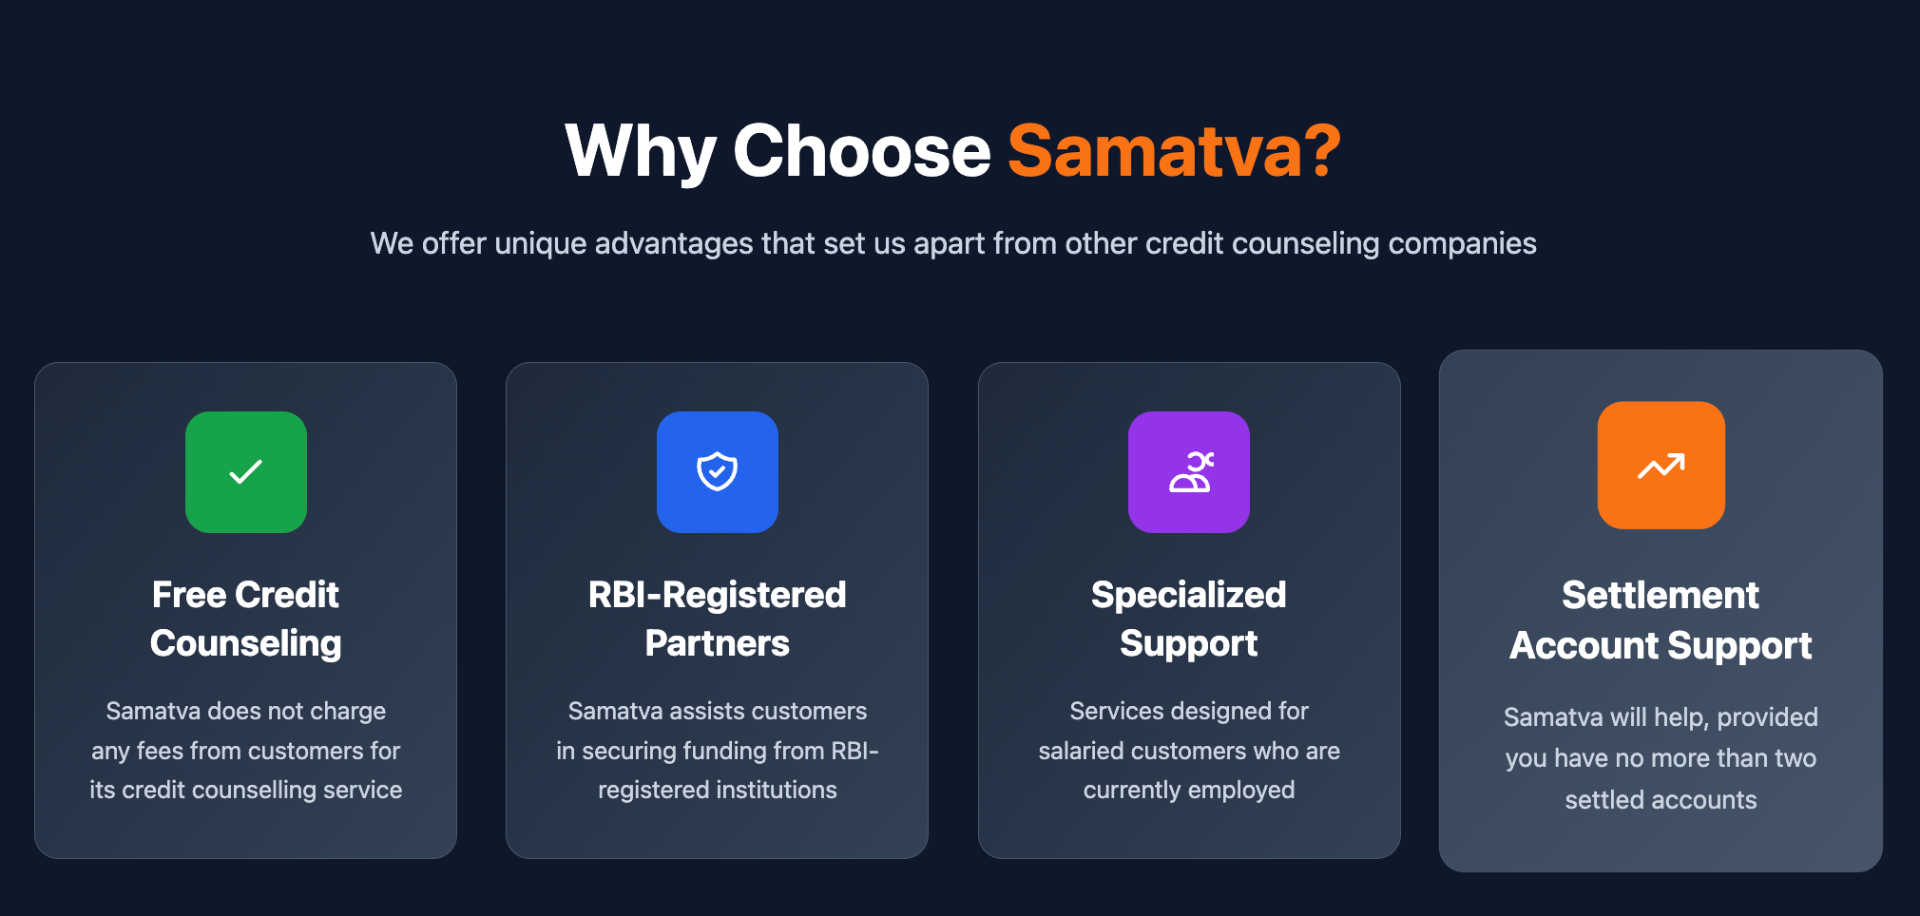 Why Choose Samatva?
We offer unique advantages that set us apart from other credit counseling companies
Free Credit
Counseling
Samatva does not charge
any fees from customers for
its credit counselling service
RBI-Registered
Partners
Samatva assists customers
in securing funding from RBI-
registered institutions
Specialized
Support
Services designed for
salaried customers who are
currently employed
Settlement
Account Support
Samatva will help, provided
you have no more than two
settled accounts